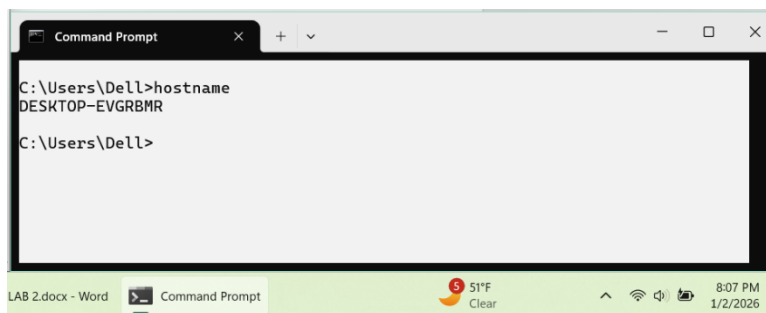 Command Prompt
C:\Users\Dell>hostname
DESKTOP-EVGRBMR
C:\Users\Dell>
LAB 2.docx - Word
Command Prompt
5
51°F
Clear
8:07 PM
1/2/2026